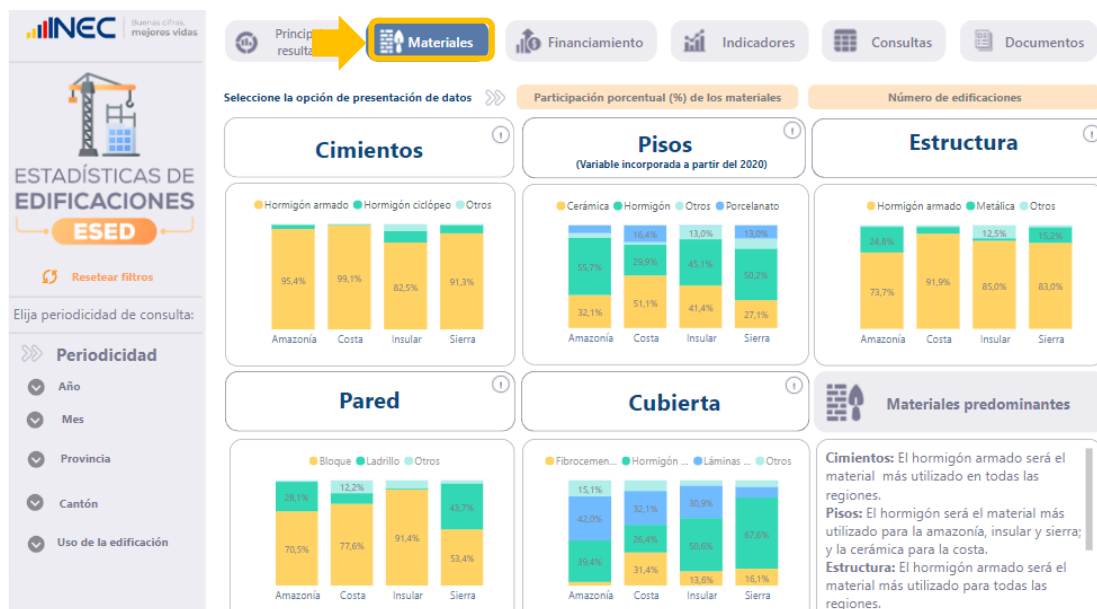 INEC
Buenas cifras,
mejores vidas
Materiales
Financiamiento
Indicadores
Consultas
Documentos
Seleccione la opción de presentación de datos
Participación porcentual (%) de los materiales
Número de edificaciones
ESTADÍSTICAS DE
EDIFICACIONES
ESED
Resetear filtros
Elija periodicidad de consulta:
Periodicidad
Año
Mes
Provincia
Cantón
Uso de la edificación
Cimientos
Hormigón armado Hormigón ciclópeo Otros
95,4% 99,1% 82,5% 91,3%
Amazonía Costa Insular Sierra
Pisos
(Variable incorporada a partir del 2020)
Cerámica Hormigón Otros Porcelanato
16,4% 13,0% 13,0%
55,7% 29,9% 45,1% 50,2%
32,1% 51,1% 41,4% 27,1%
Amazonía Costa Insular Sierra
Estructura
Hormigón armado Metálica Otros
24,8% 12,5% 15,2%
73,7% 91,9% 85,0% 83,0%
Amazonía Costa Insular Sierra
Pared
Bloque Ladrillo Otros
28,1% 12,2% 43,7%
70,5% 77,6% 91,4% 53,4%
Amazonía Costa Insular Sierra
Cubierta
Fibrocemen... Hormigón ... Láminas ... Otros
15,1%
42,0% 32,1% 30,9%
39,4% 26,4% 50,6% 67,6%
31,4% 13,6% 16,1%
Amazonía Costa Insular Sierra
Materiales predominantes
Cimientos: El hormigón armado será el
material más utilizado en todas las
regiones.
Pisos: El hormigón será el material más
utilizado para la amazonía, insular y sierra;
y la cerámica para la costa.
Estructura: El hormigón armado será el
material más utilizado para todas las
regiones.